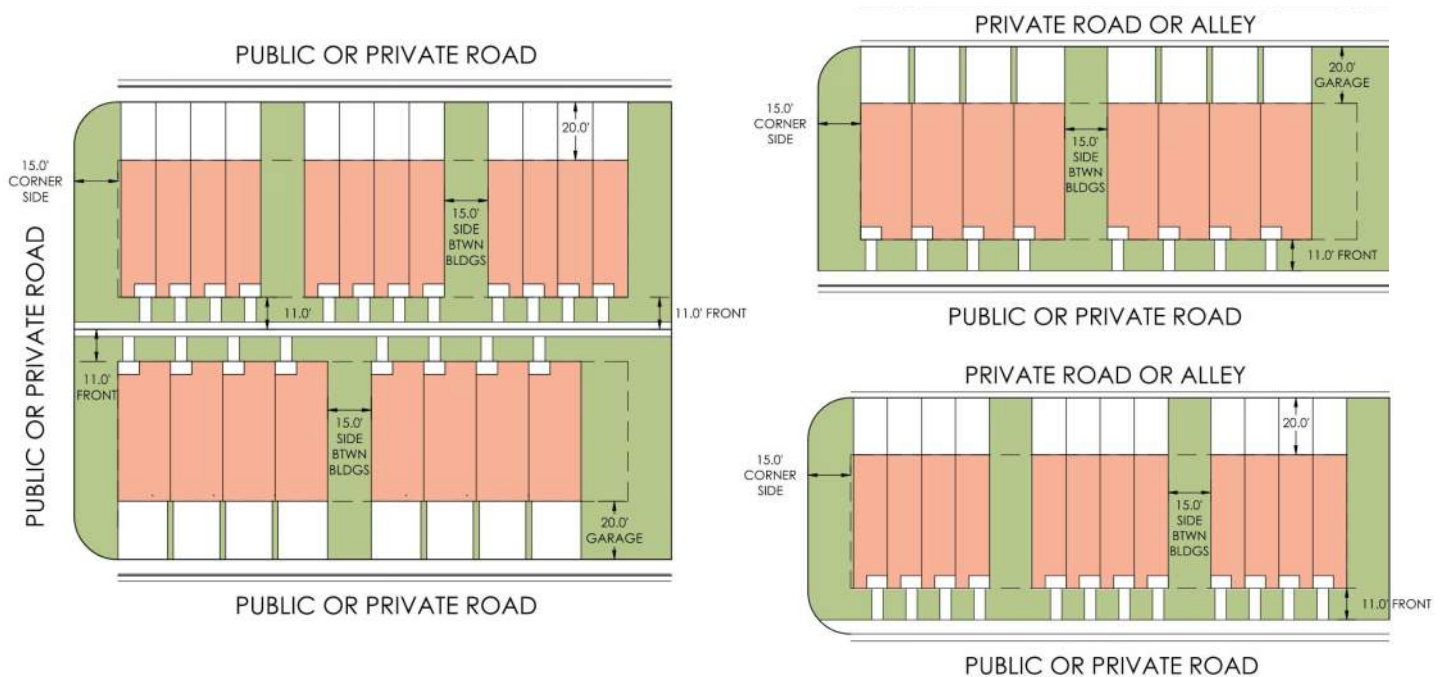 PUBLIC OR PRIVATE ROAD
20.0'
15.0'
CORNER
SIDE
15.0'
SIDE
BTWN
BLDGS
PUBLIC OR PRIVATE ROAD
11.0'
11.0' FRONT
11.0'
FRONT
15.0'
SIDE
BTWN
BLDGS
20.0'
GARAGE
PUBLIC OR PRIVATE ROAD
PRIVATE ROAD OR ALLEY
20.0'
GARAGE
15.0'
CORNER
SIDE
15.0'
SIDE
BTWN
BLDGS
11.0' FRONT
PUBLIC OR PRIVATE ROAD
PRIVATE ROAD OR ALLEY
20.0'
15.0'
CORNER
SIDE
15.0'
SIDE
BTWN
BLDGS
11.0' FRONT
PUBLIC OR PRIVATE ROAD